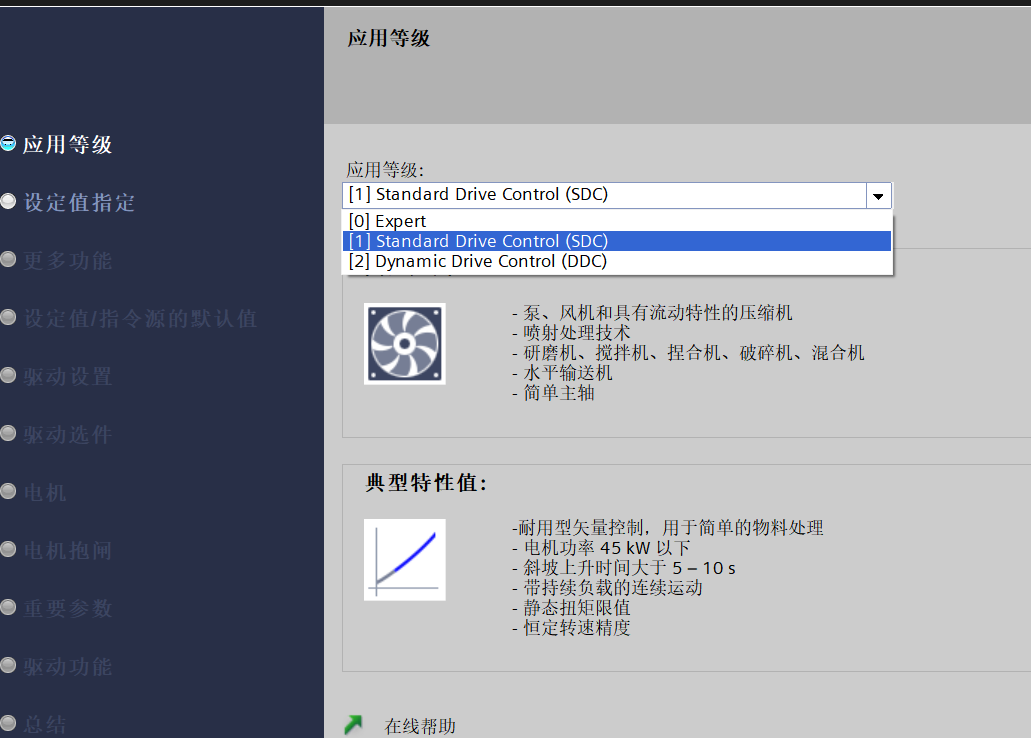 应用等级
应用等级
设定值指定
更多功能
设定值/指令源的默认值
驱动设置
驱动选件
电机
电机抱闸
重要参数
驱动功能
总结
应用等级:
[1] Standard Drive Control (SDC)
[0] Expert
[1] Standard Drive Control (SDC)
[2] Dynamic Drive Control (DDC)
- 泵、风机和具有流动特性的压缩机
- 喷射处理技术
- 研磨机、搅拌机、捏合机、破碎机、混合机
- 水平输送机
- 简单主轴
典型特性值:
-耐用型矢量控制，用于简单的物料处理
- 电机功率 45 kW 以下
- 斜坡上升时间大于 5 – 10 s
- 带持续负载的连续运动
- 静态扭矩限值
- 恒定转速精度
在线帮助